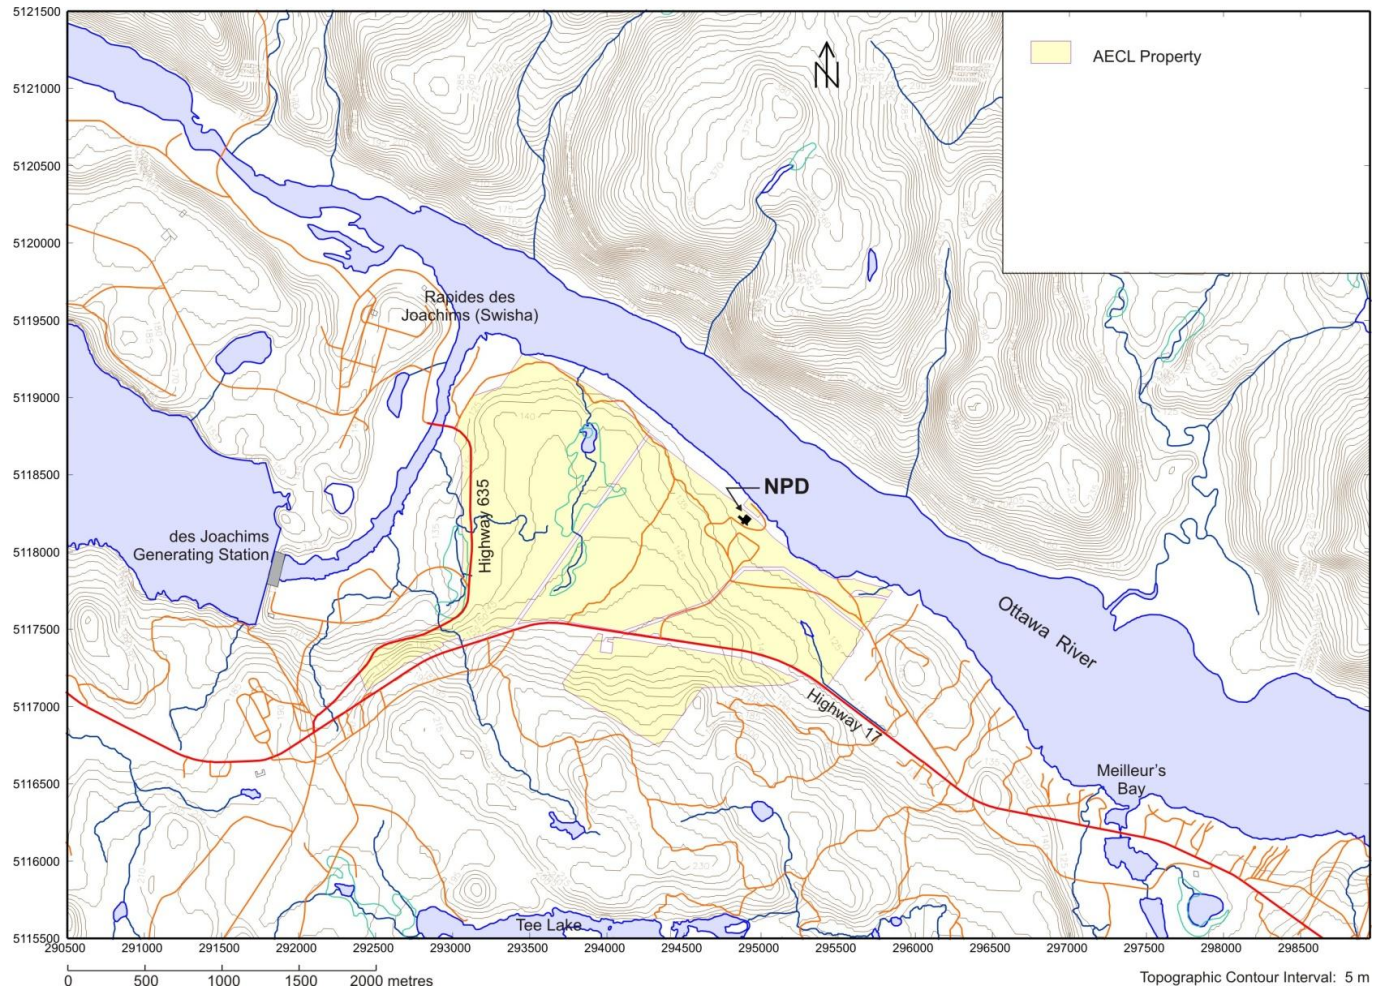 5121500
AECL Property
5121000
5120500
5120000
Rapides des
Joachims (Swisha)
5119500
5119000
5118500
NPD
Highway 635
des Joachims
Generating Station
5118000
Ottawa River
5117500
5117000
Highway 17
Meilleur's
Bay
5116500
5116000
Tee Lake
5115500
290500 291000 291500 292000 292500 293000 293500 294000 294500 295000 295500 296000 296500 297000 297500 298000 298500
0 500 1000 1500 2000 metres
Topographic Contour Interval: 5 m